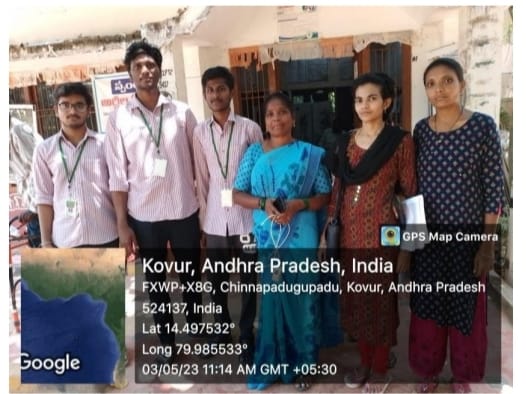 GPS Map Camera
Kovur, Andhra Pradesh, India
FXWP+X8G, Chinnapadugupadu, Kovur, Andhra Pradesh
524137, India
Lat 14.497532°
Long 79.985533°
03/05/23 11:14 AM GMT +05:30
Google